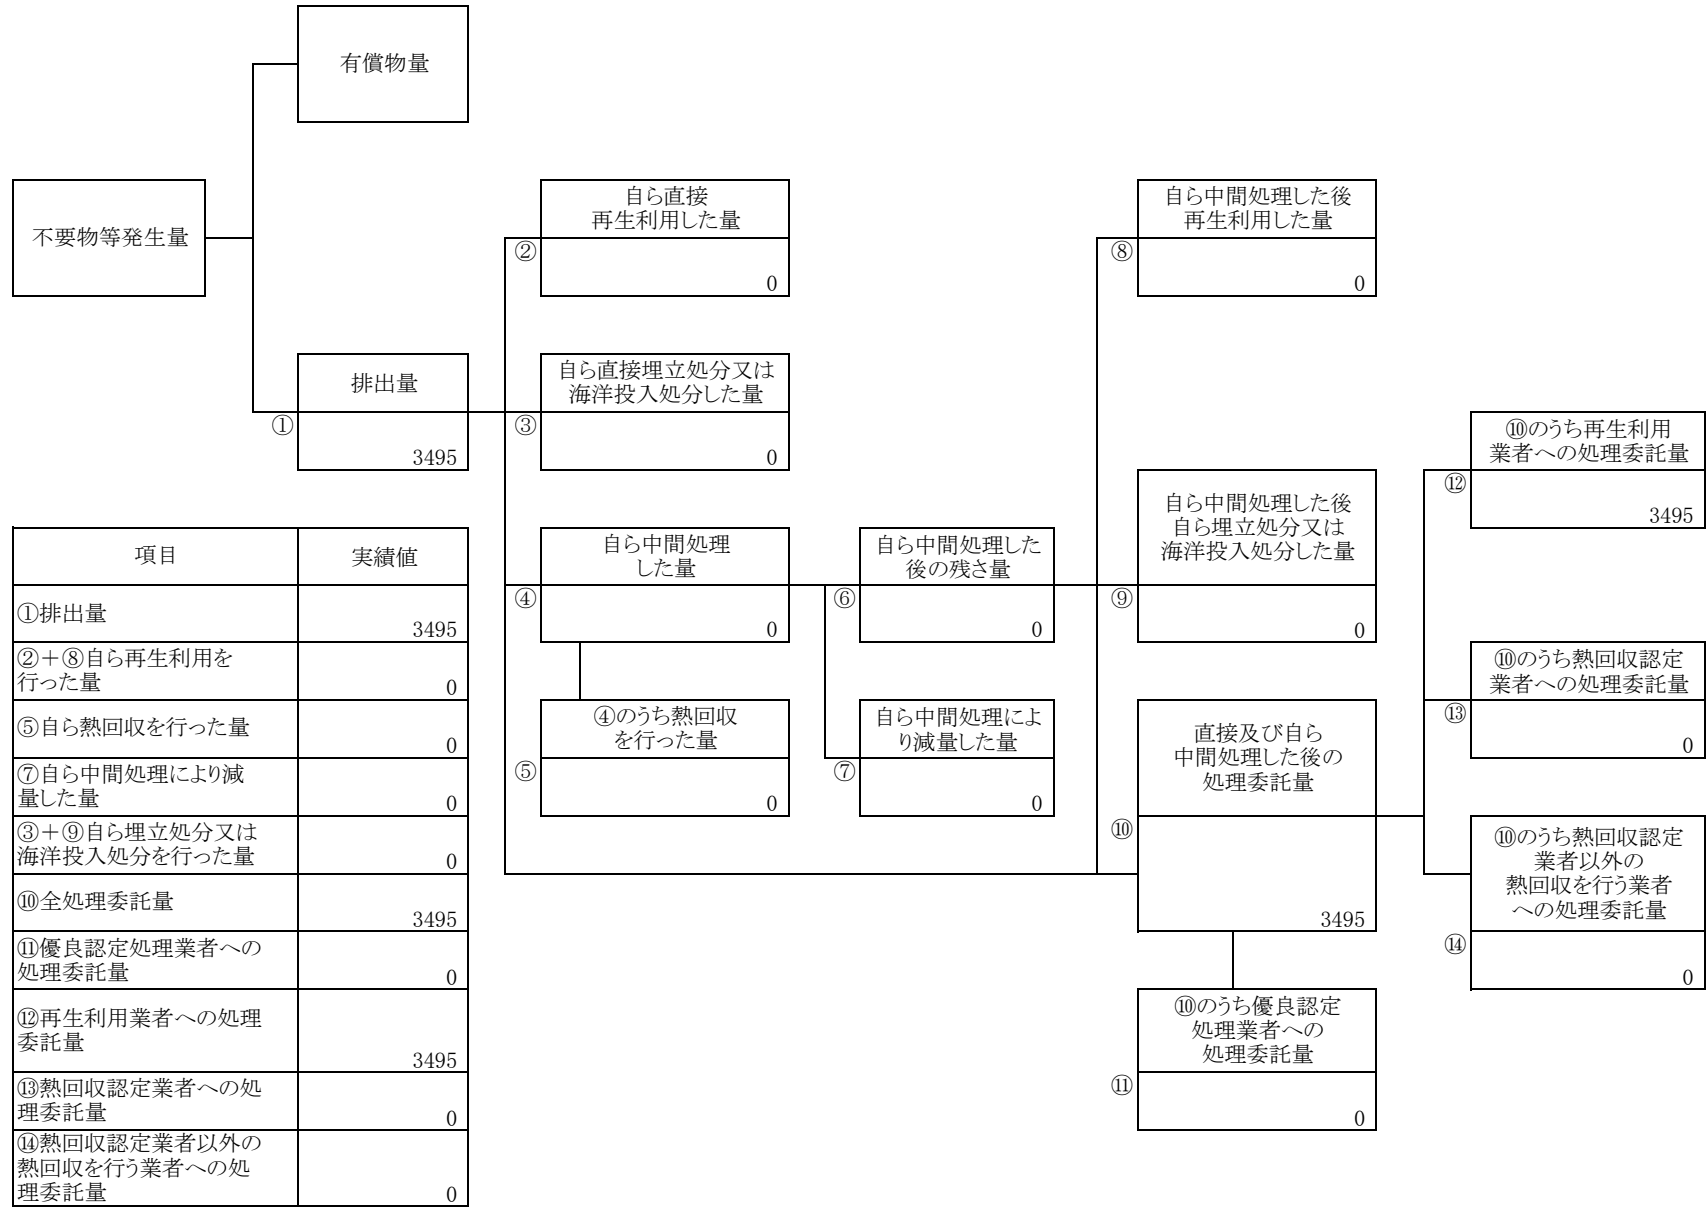 有償物量
不要物等発生量
排出量
①
3495
自ら直接
再生利用した量
②
0
自ら直接埋立処分又は
海洋投入処分した量
③
0
自ら中間処理
した量
④
0
④のうち熱回収
を行った量
⑤
0
自ら中間処理した
後の残さ量
⑥
0
自ら中間処理によ
り減量した量
⑦
0
自ら中間処理した後
再生利用した量
⑧
0
自ら中間処理した後
自ら埋立処分又は
海洋投入処分した量
⑨
0
直接及び自ら
中間処理した後の
処理委託量
⑩
3495
⑩のうち優良認定
処理業者への
処理委託量
⑪
0
⑩のうち再生利用
業者への処理委託量
⑫
3495
⑩のうち熱回収認定
業者への処理委託量
⑬
0
⑩のうち熱回収認定
業者以外の
熱回収を行う業者
への処理委託量
⑭
0
項目 実績値
①排出量
3495
②＋⑧自ら再生利用を
行った量
0
⑤自ら熱回収を行った量
0
⑦自ら中間処理により減
量した量
0
③＋⑨自ら埋立処分又は
海洋投入処分を行った量
0
⑩全処理委託量
3495
⑪優良認定処理業者への
処理委託量
0
⑫再生利用業者への処理
委託量
3495
⑬熱回収認定業者への処
理委託量
0
⑭熱回収認定業者以外の
熱回収を行う業者への処
理委託量
0